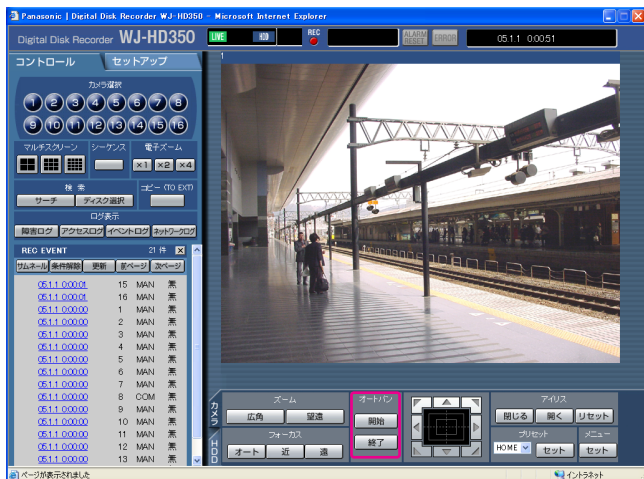 Panasonic | Digital Disk Recorder WJ-HD350 - Microsoft Internet Explorer
Digital Disk Recorder WJ-HD350
LIVE HDD REC ALARM RESET ERROR 05.1.1 0:00:51
コントロール セットアップ
カメラ選択
1 2 3 4 5 6 7 8
9 10 11 12 13 14 15 16
マルチスクリーン シーケンス 電子ズーム
×1 ×2 ×4
検 索 コピー (TO EXT)
サーチ ディスク選択
ログ表示
障害ログ アクセスログ イベントログ ネットワークログ
REC EVENT 21 件 X
サムネール 条件解除 更新 前ページ 次ページ
05.1.1 0:00:01 15 MAN 無
05.1.1 0:00:01 16 MAN 無
05.1.1 0:00:00 1 MAN 無
05.1.1 0:00:00 2 MAN 無
05.1.1 0:00:00 3 MAN 無
05.1.1 0:00:00 4 MAN 無
05.1.1 0:00:00 5 MAN 無
05.1.1 0:00:00 6 MAN 無
05.1.1 0:00:00 7 MAN 無
05.1.1 0:00:00 8 COM 無
05.1.1 0:00:00 9 MAN 無
05.1.1 0:00:00 10 MAN 無
05.1.1 0:00:00 11 MAN 無
05.1.1 0:00:00 12 MAN 無
05.1.1 0:00:00 13 MAN 無
1
カメラ
HDD
ズーム
広角 望遠
フォーカス
オート 近 遠
オートパン
開始
終了
アイリス
閉じる 開く リセット
プリセット メニュー
HOME セット セット
ページが表示されました
イントラネット